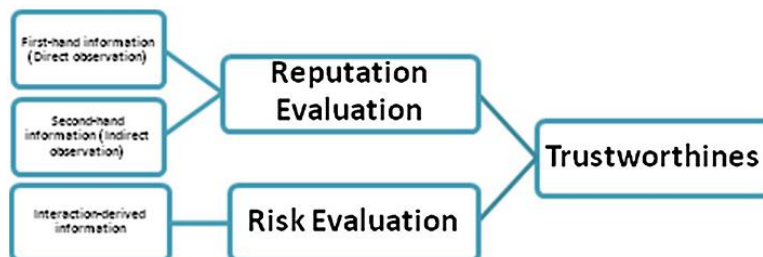 First-hand information
(Direct observation)
Second-hand
information (Indirect
observation)
Interaction-derived
information
Reputation
Evaluation
Risk Evaluation
Trustworthines